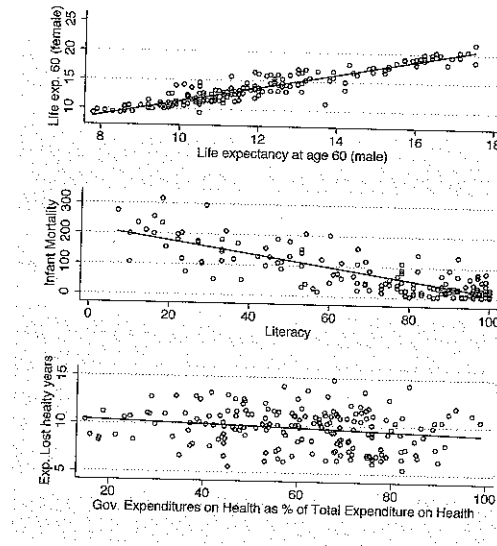 Life exp. 60 (female)
10 15 20 25
8 10 12 14 16 18
Life expectancy at age 60 (male)
Infant Mortality
0 100 200 300
0 20 40 60 80 100
Literacy
Exp. Lost healty years
5 10 15
20 40 60 80 100
Gov. Expenditures on Health as % of Total Expenditure on Health